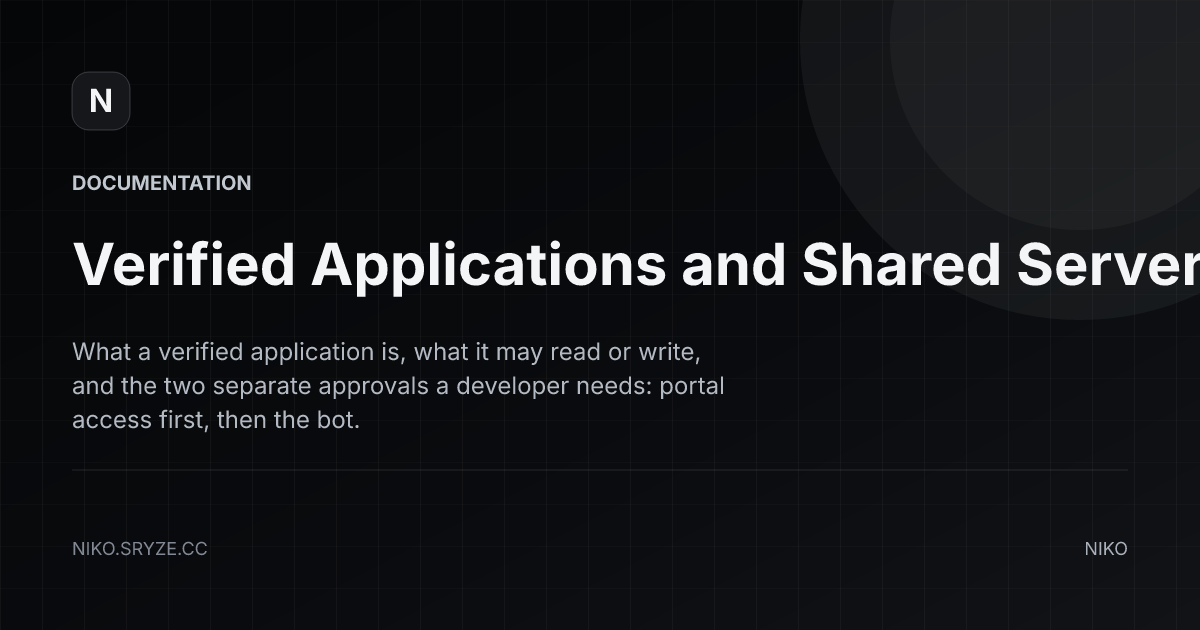 N
DOCUMENTATION
Verified Applications and Shared Server
What a verified application is, what it may read or write,
and the two separate approvals a developer needs: portal
access first, then the bot.
NIKO.SRYZE.CC
NIKO